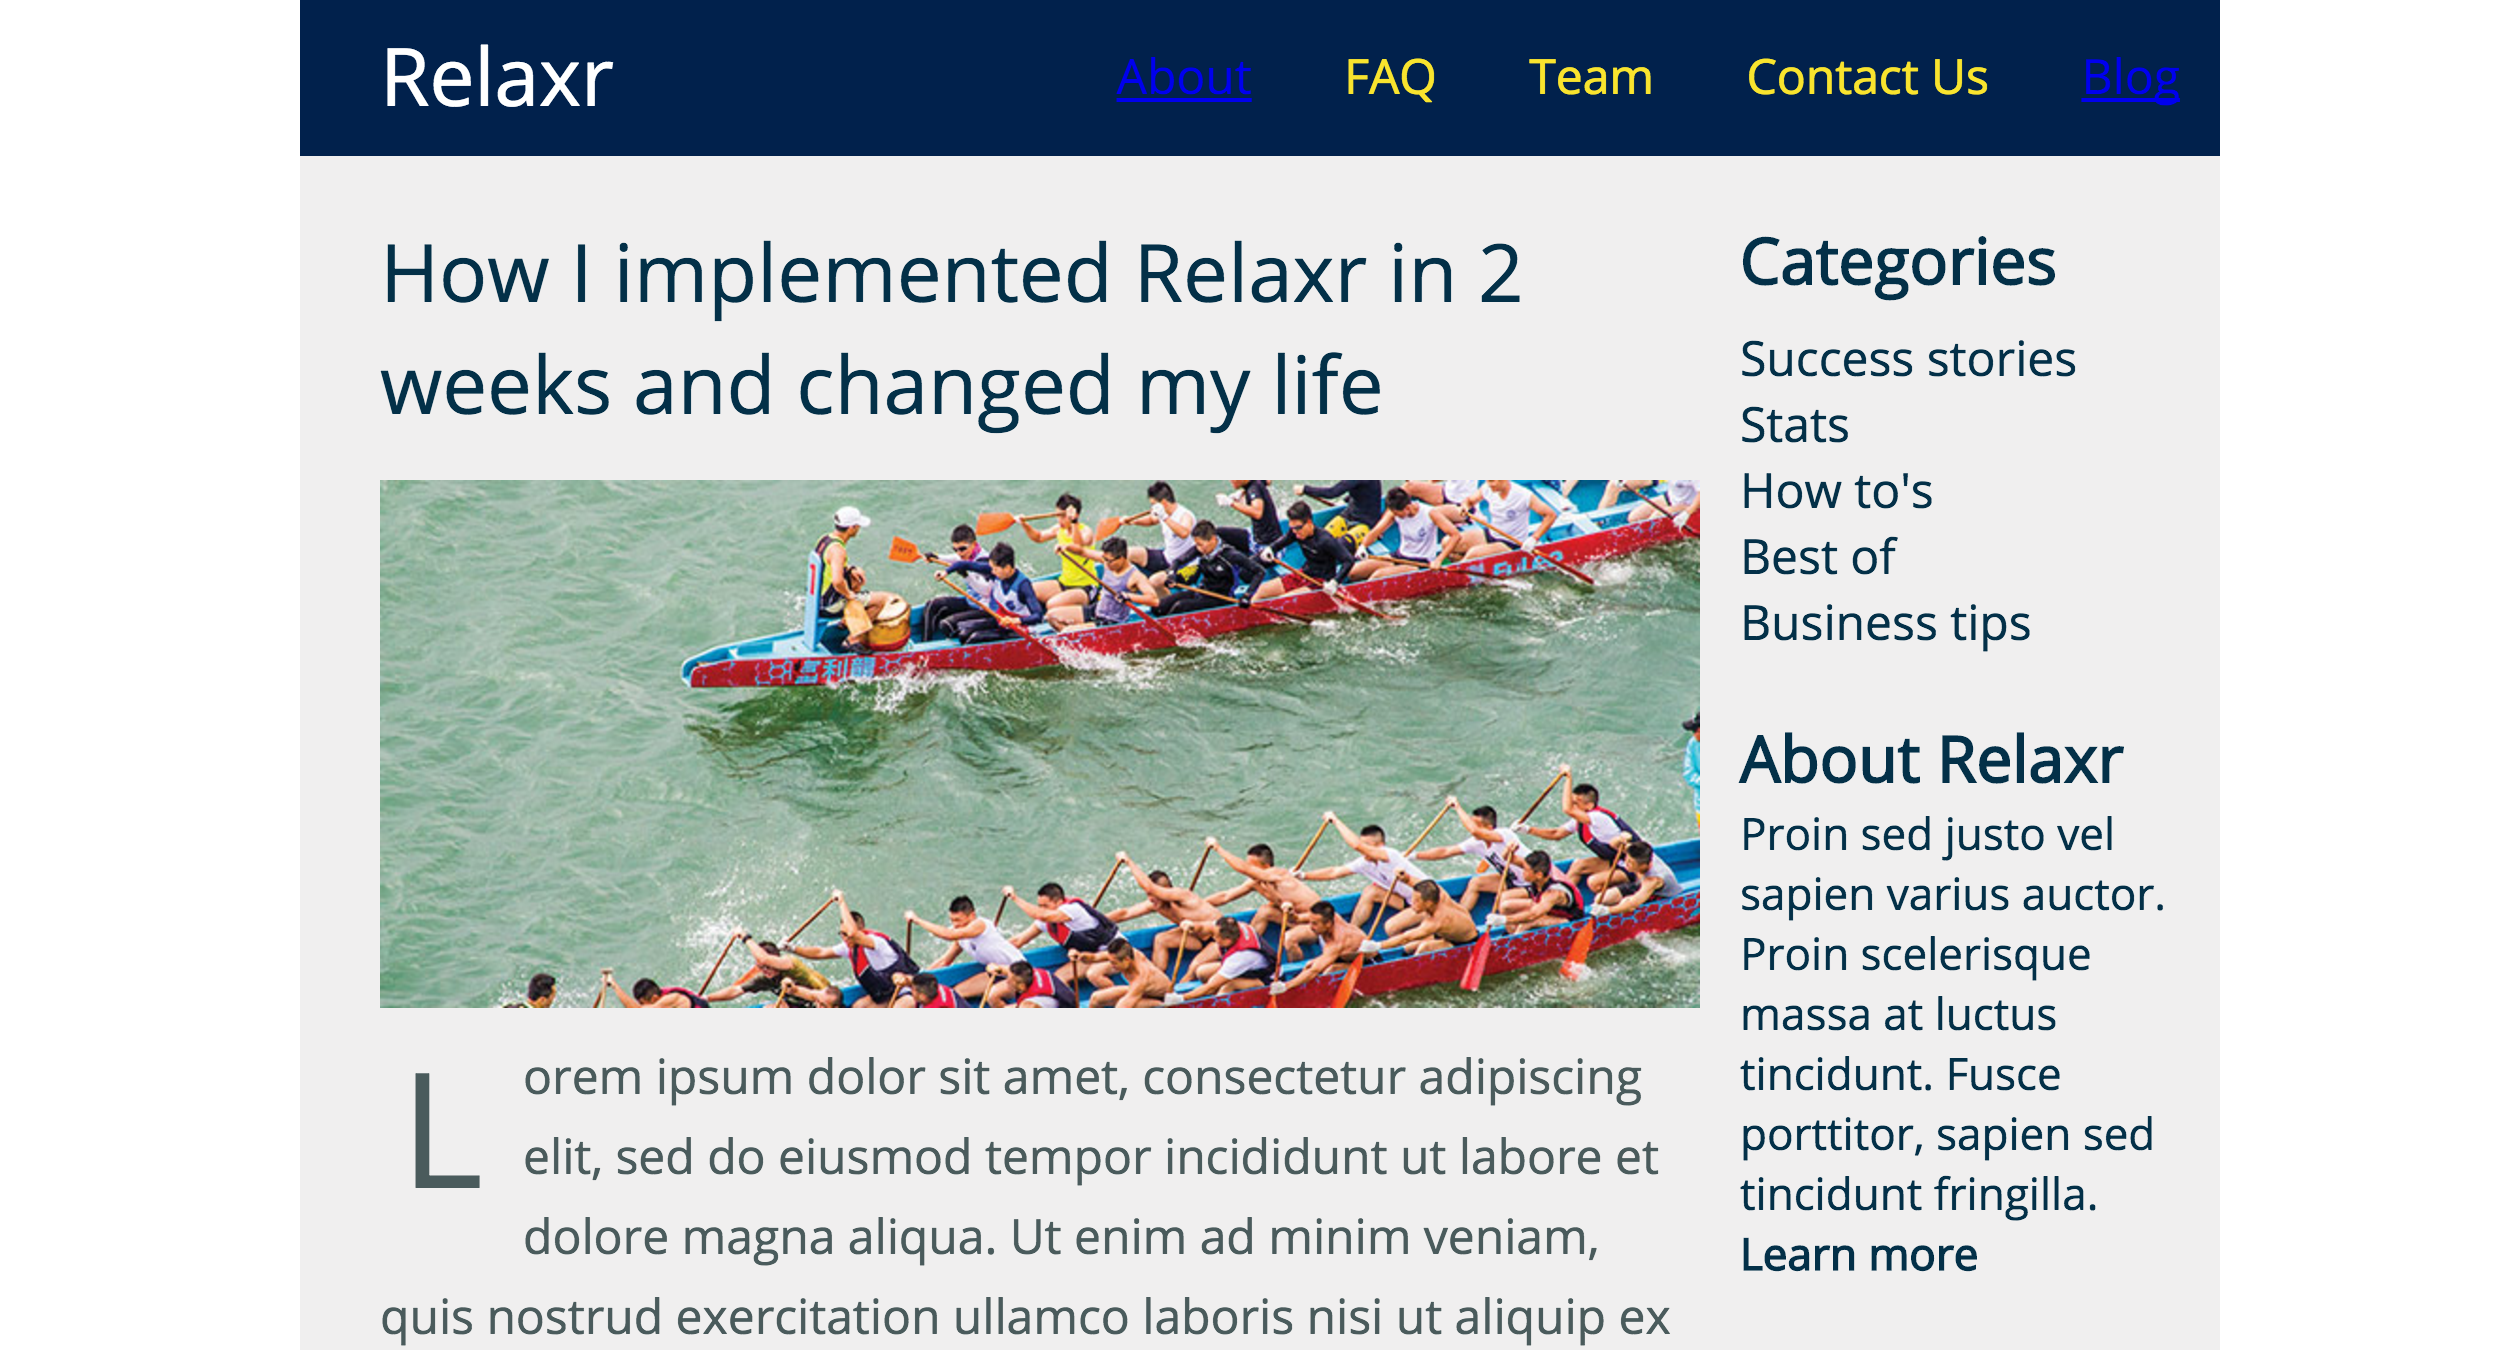 Relaxr
About FAQ Team Contact Us Blog
How I implemented Relaxr in 2
weeks and changed my life
Lorem ipsum dolor sit amet, consectetur adipiscing
elit, sed do eiusmod tempor incididunt ut labore et
dolore magna aliqua. Ut enim ad minim veniam,
quis nostrud exercitation ullamco laboris nisi ut aliquip ex
Categories
Success stories
Stats
How to's
Best of
Business tips
About Relaxr
Proin sed justo vel
sapien varius auctor.
Proin scelerisque
massa at luctus
tincidunt. Fusce
porttitor, sapien sed
tincidunt fringilla.
Learn more